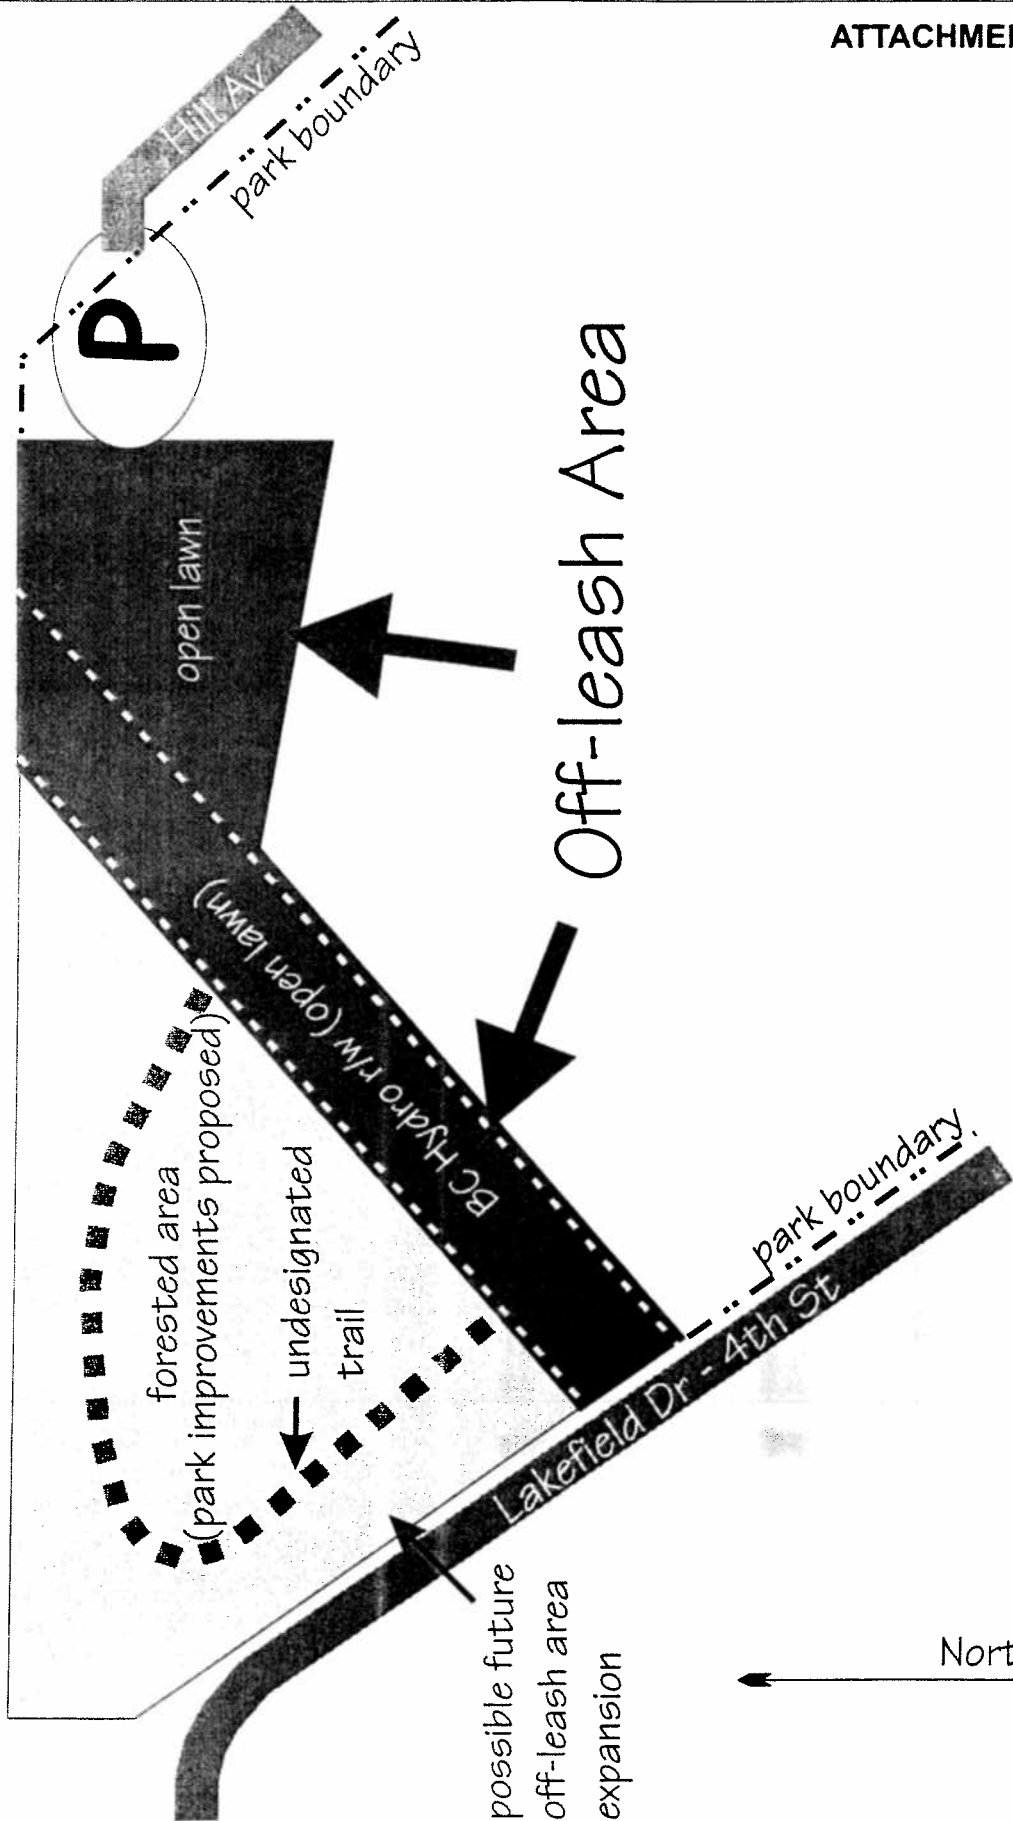 ATTACHME
Hill Av
park boundary
P
open lawn
Off-leash Area
BC Hydro r/w (open lawn)
forested area
(park improvements proposed)
undesignated
trail
park boundary
Lakefield Dr - 4th St
possible future
off-leash area
expansion
Nort